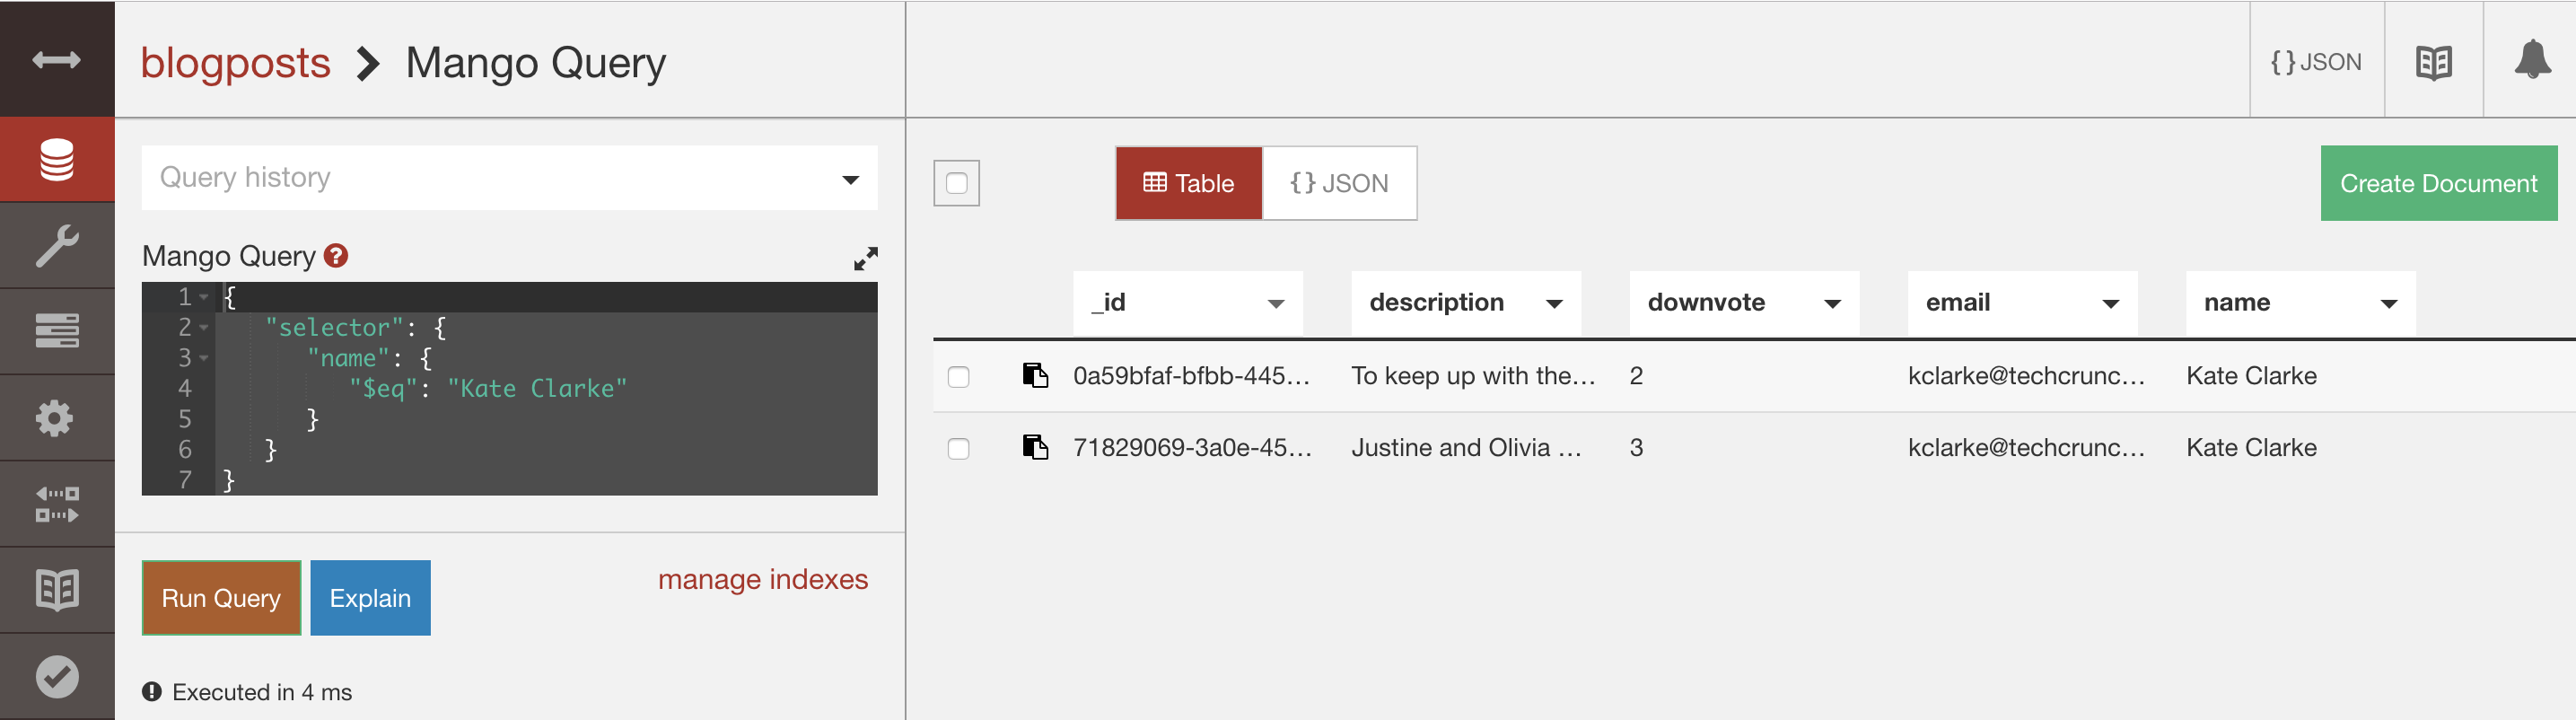 blogposts Mango Query
{ } JSON
Query history
Mango Query ?
1 {
2 "selector": {
3 "name": {
4 "$eq": "Kate Clarke"
5 }
6 }
7 }
Run Query Explain manage indexes
Executed in 4 ms
Table { } JSON Create Document
_id description downvote email name
0a59bfaf-bfbb-445... To keep up with the... 2 kclarke@techcrunc... Kate Clarke
71829069-3a0e-45... Justine and Olivia ... 3 kclarke@techcrunc... Kate Clarke